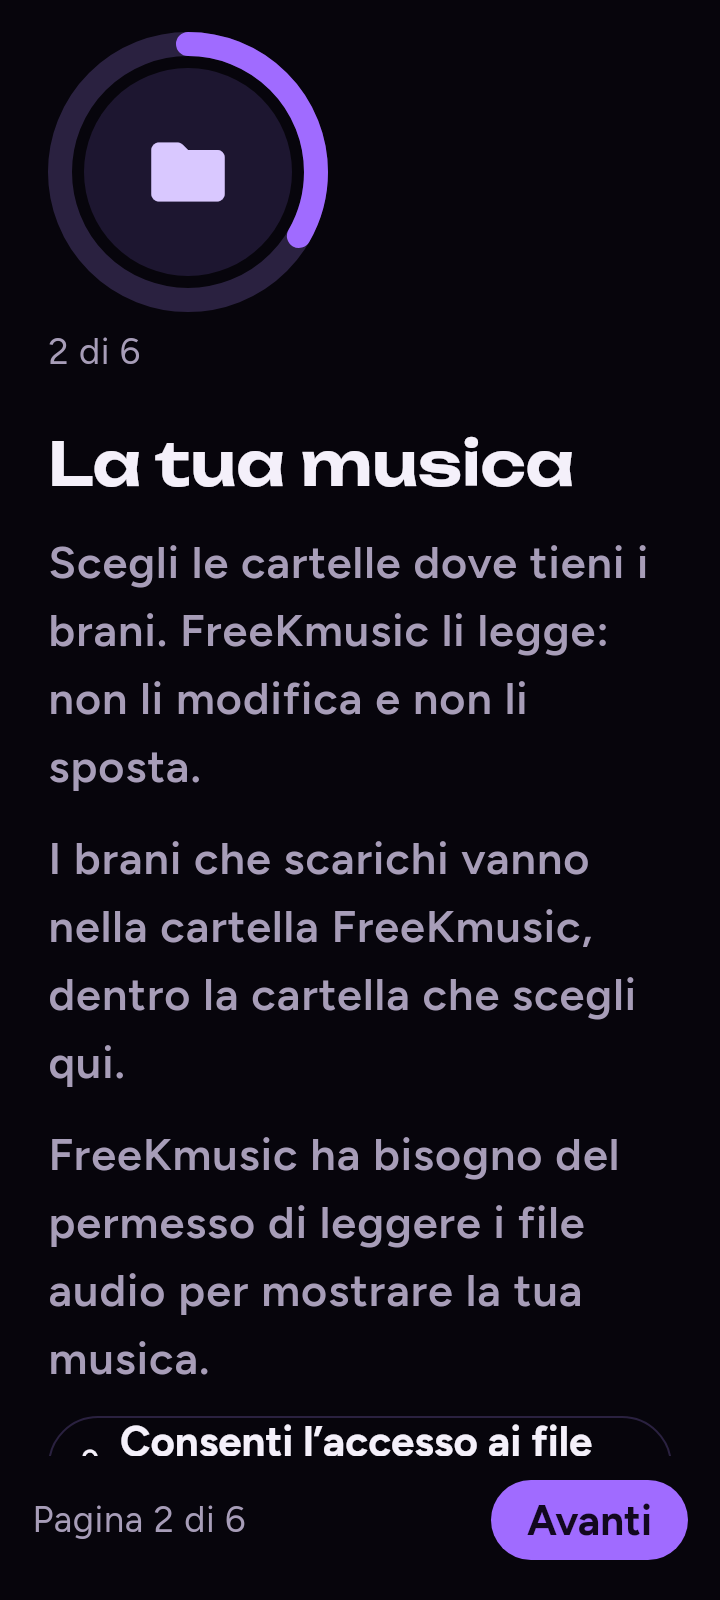 2 di 6
La tua musica
Scegli le cartelle dove tieni i
brani. FreeKmusic li legge:
non li modifica e non li
sposta.
I brani che scarichi vanno
nella cartella FreeKmusic,
dentro la cartella che scegli
qui.
FreeKmusic ha bisogno del
permesso di leggere i file
audio per mostrare la tua
musica.
Consenti l’accesso ai file
Pagina 2 di 6
Avanti